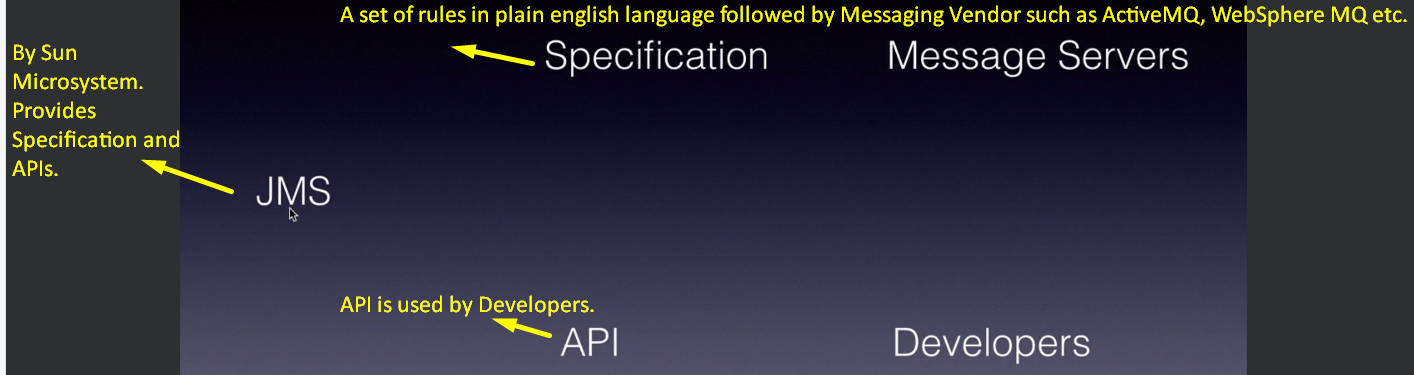 A set of rules in plain english language followed by Messaging Vendor such as ActiveMQ, WebSphere MQ etc.
Specification
Message Servers
By Sun
Microsystem.
Provides
Specification and
APIs.
JMS
API is used by Developers.
API
Developers